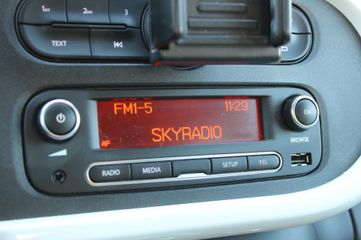 1 2 3
TEXT
FM1-5 11:29
SKYRADIO
AF
BROWSE
RADIO MEDIA SETUP TEL